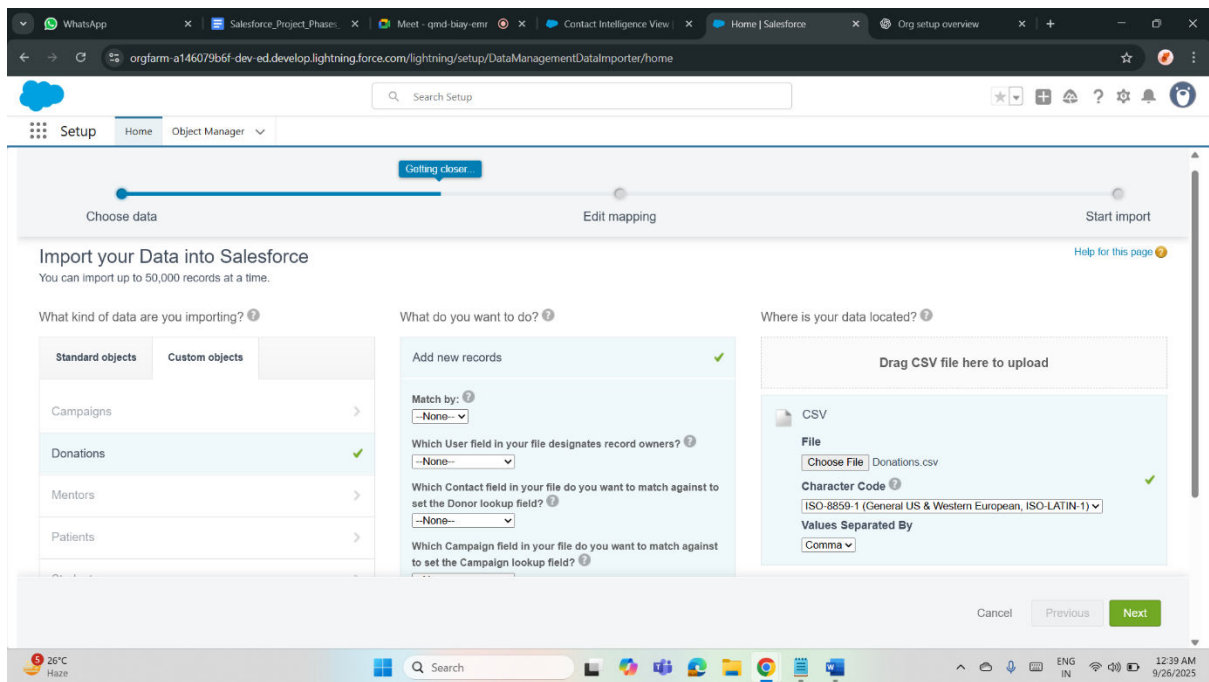 WhatsApp
Salesforce_Project_Phases_
Meet - qmd-biay-emr
Contact Intelligence View |
Home | Salesforce
Org setup overview
orgfarm-a146079b6f-dev-ed.develop.lightning.force.com/lightning/setup/DataManagementDataImporter/home
Search Setup
Setup Home Object Manager
Getting closer...
Choose data Edit mapping Start import
Import your Data into Salesforce
Help for this page
You can import up to 50,000 records at a time.
What kind of data are you importing?
Standard objects Custom objects
Campaigns
Donations
Mentors
Patients
What do you want to do?
Add new records
Match by:
--None--
Which User field in your file designates record owners?
--None--
Which Contact field in your file do you want to match against to
set the Donor lookup field?
--None--
Which Campaign field in your file do you want to match against
to set the Campaign lookup field?
Where is your data located?
Drag CSV file here to upload
CSV
File
Choose File Donations.csv
Character Code
ISO-8859-1 (General US & Western European, ISO-LATIN-1)
Values Separated By
Comma
Cancel Previous Next
5
26°C
Haze
Search
ENG
IN
12:39 AM
9/26/2025